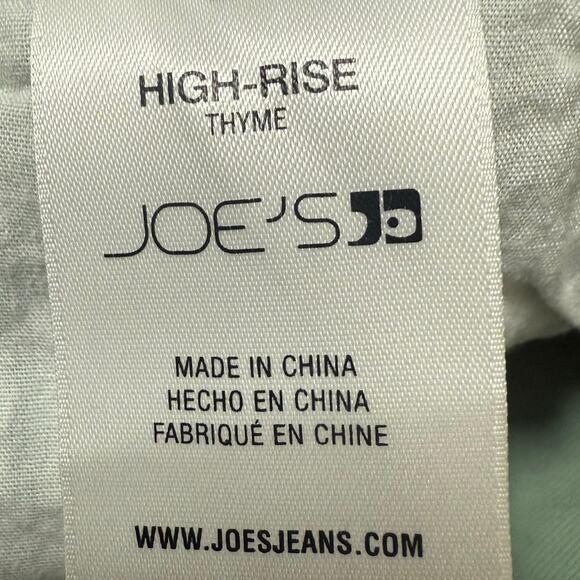 HIGH-RISE
THYME
JOE'S
MADE IN CHINA
HECHO EN CHINA
FABRIQUÉ EN CHINE
WWW.JOESJEANS.COM